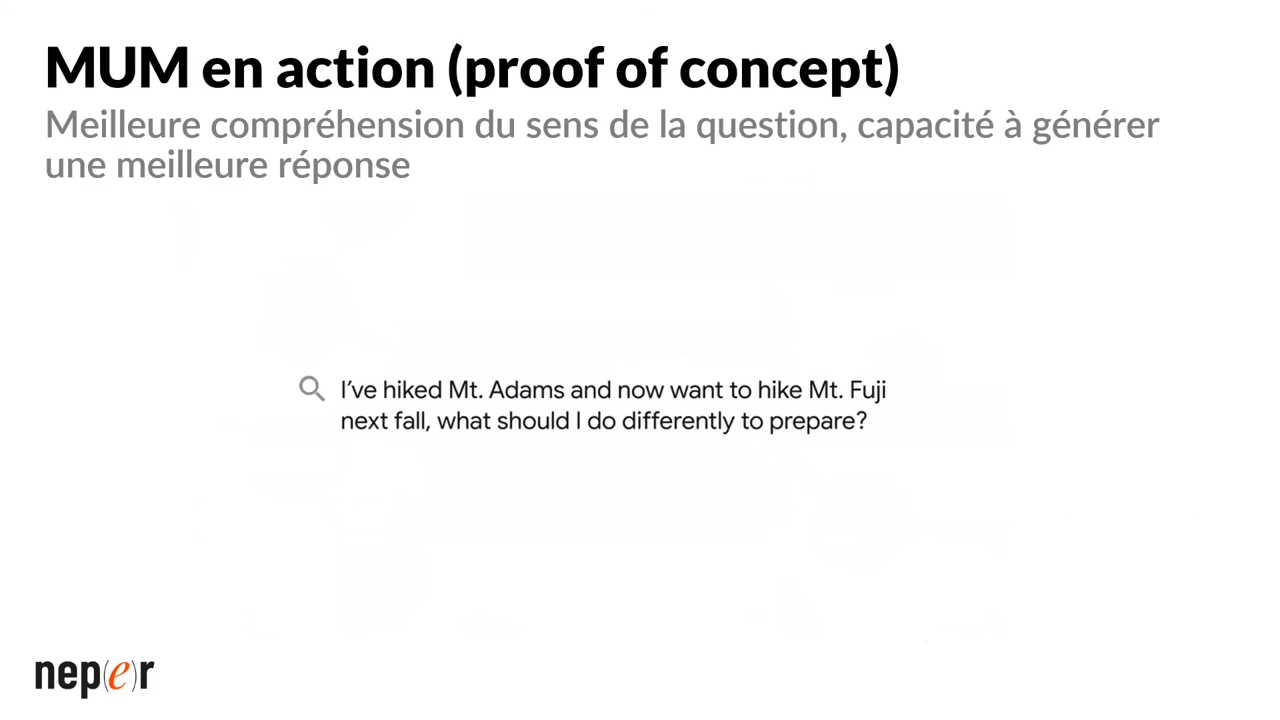 MUM en action (proof of concept)
Meilleure compréhension du sens de la question, capacité à générer
une meilleure réponse
I've hiked Mt. Adams and now want to hike Mt. Fuji
next fall, what should I do differently to prepare?
nep(e)r